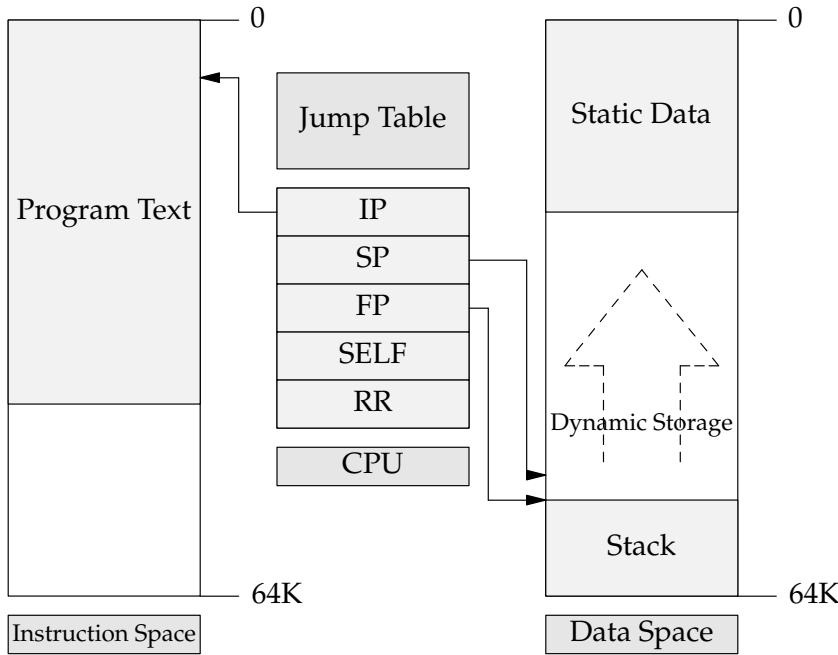 0
0
Jump Table
Static Data
Program Text
IP
SP
FP
SELF
RR
Dynamic Storage
CPU
Stack
64K
64K
Instruction Space
Data Space